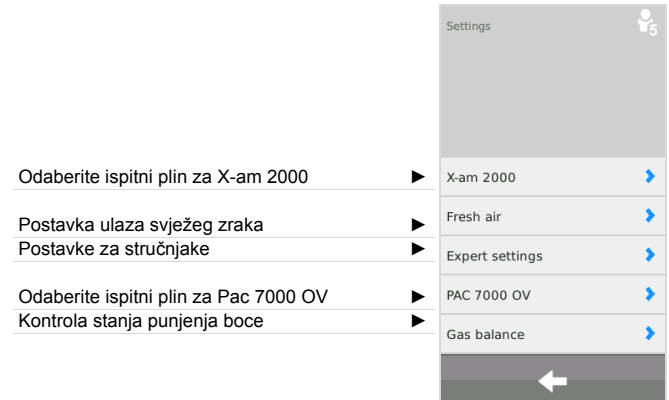 Settings
5
Odaberite ispitni plin za X-am 2000 ►
X-am 2000
Postavka ulaza svježeg zraka ►
Fresh air
Postavke za stručnjake ►
Expert settings
Odaberite ispitni plin za Pac 7000 OV ►
PAC 7000 OV
Kontrola stanja punjenja boce ►
Gas balance